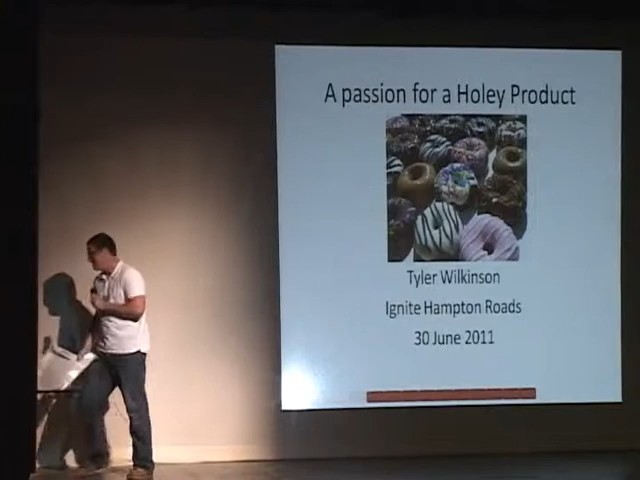 A passion for a Holey Product
Tyler Wilkinson
Ignite Hampton Roads
30 June 2011